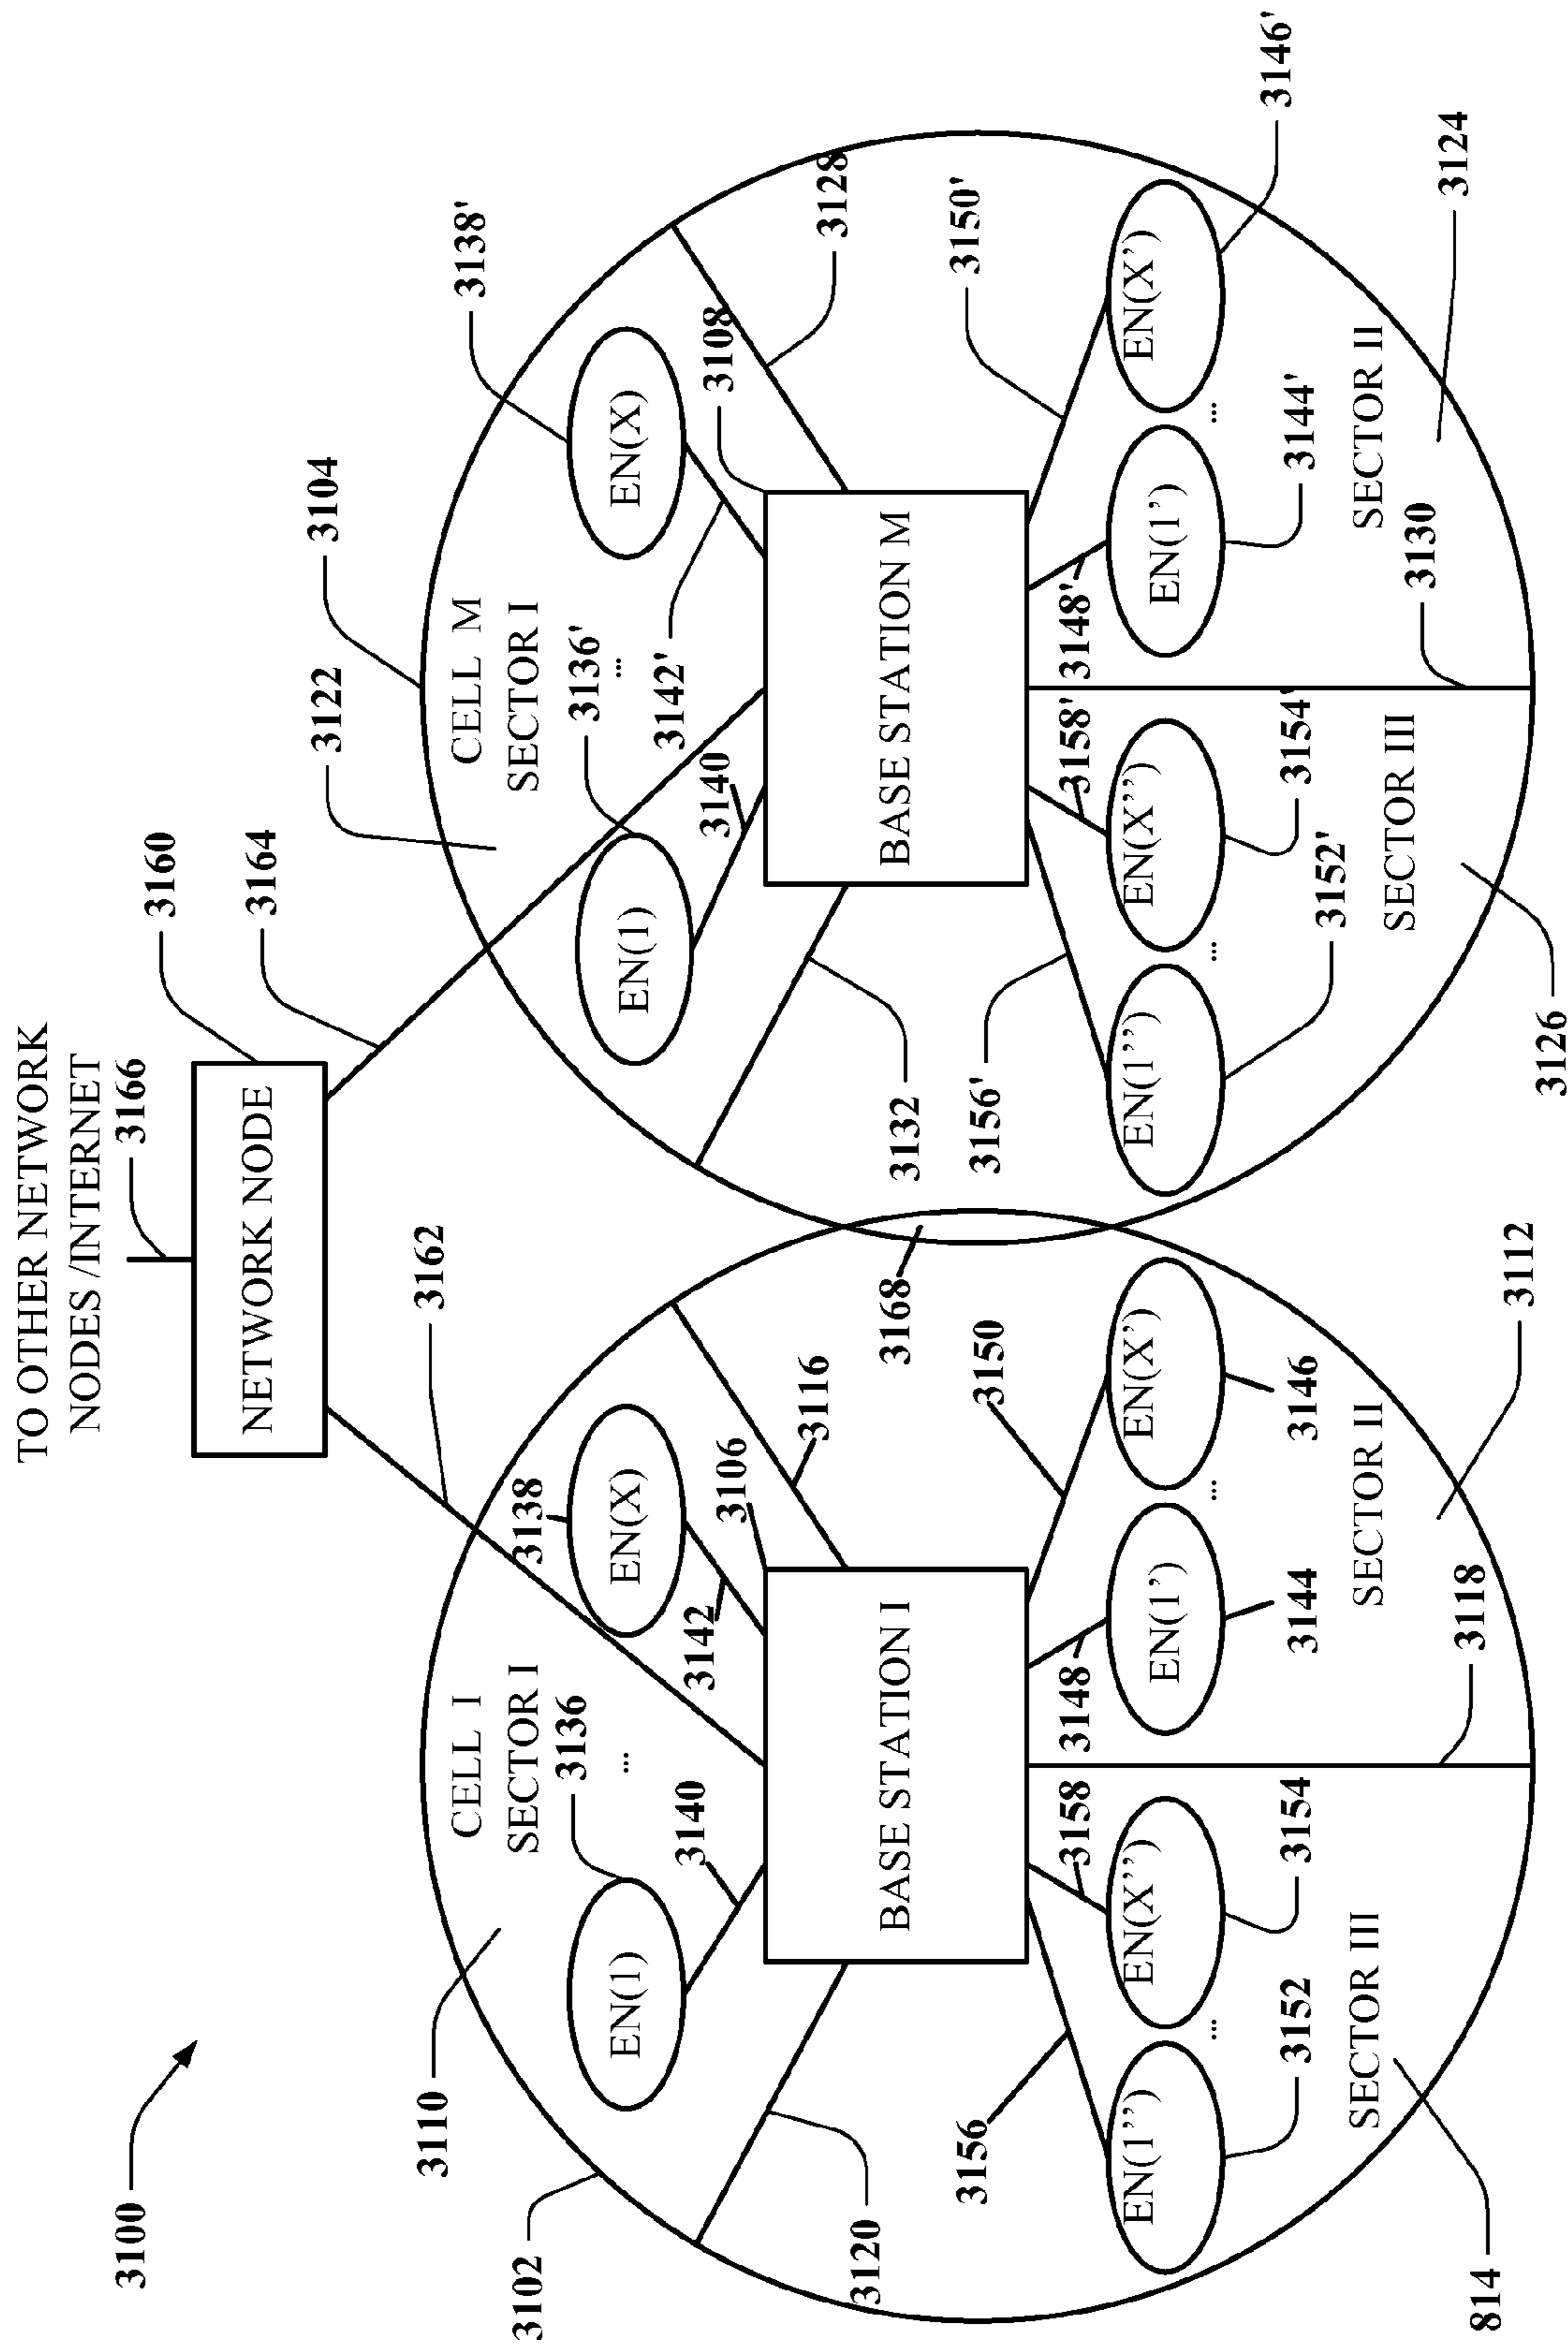 3100
TO OTHER NETWORK
NODES /INTERNET
3166
NETWORK NODE
3160
3162
3164
3102
3110
CELL I
SECTOR I
3136
...
3138
EN(1)
EN(X)
3140
3142
3106
3116
3120
BASE STATION I
3168
3156
3158
3148
3150
EN(1'')
...
EN(X'')
EN(1')
...
EN(X')
3152
3154
3144
3146
SECTOR III
SECTOR II
814
3118
3112
3122
3104
CELL M
SECTOR I
3136'
...
3138'
EN(1)
EN(X)
3140
3142'
3108
3128
3132
BASE STATION M
3156'
3158'
3148'
3150'
EN(1'')
...
EN(X'')
EN(1')
...
EN(X')
3152'
3154'
3144'
3146'
SECTOR III
SECTOR II
3126
3130
3124